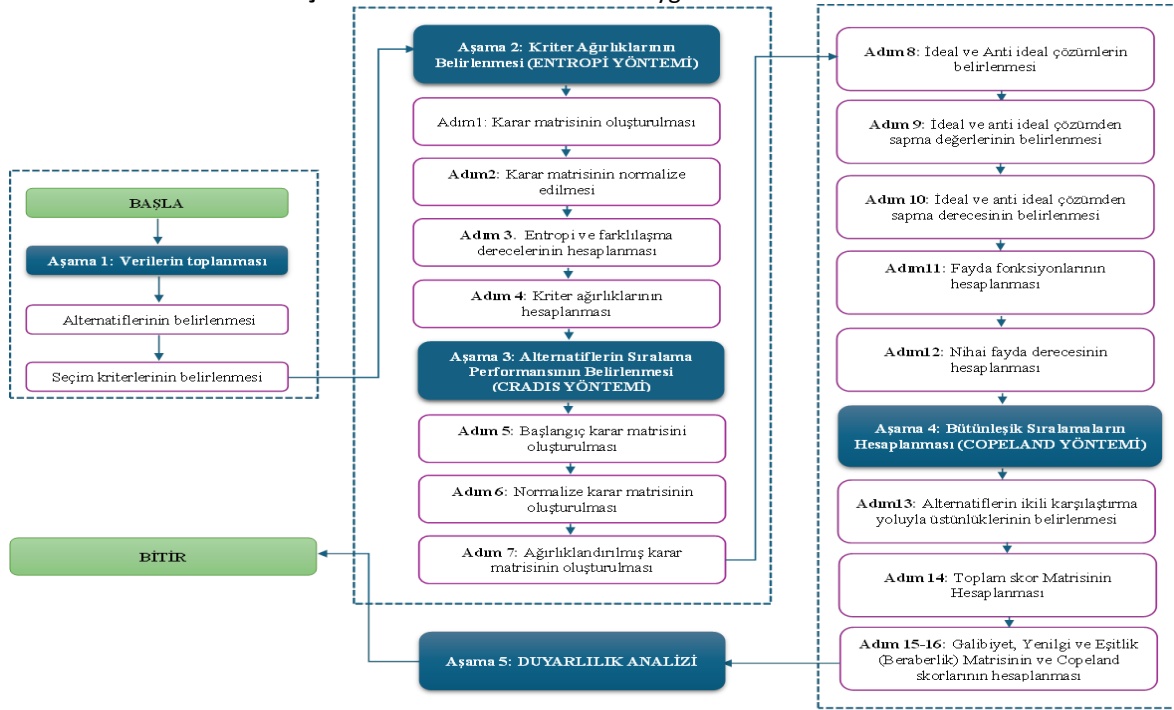 BAŞLA
Aşama 1: Verilerin toplanması
Alternatiflerinin belirlenmesi
Seçim kriterlerinin belirlenmesi
Aşama 2: Kriter Ağırlıklarının
Belirlenmesi (ENTROPİ YÖNTEMİ)
Adım1: Karar matrisinin oluşturulması
Adım2: Karar matrisinin normalize
edilmesi
Adım 3. Entropi ve farklılaşma
derecelerinin hesaplanması
Adım 4: Kriter ağırlıklarının
hesaplanması
Aşama 3: Alternatiflerin Sıralama
Performansının Belirlenmesi
(CRADIS YÖNTEMİ)
Adım 5: Başlangıç karar matrisini
oluşturulması
Adım 6: Normalize karar matrisinin
oluşturulması
Adım 7: Ağırlıklandırılmış karar
matrisinin oluşturulması
Adım 8: İdeal ve Anti ideal çözümlerin
belirlenmesi
Adım 9: İdeal ve anti ideal çözümden
sapma değerlerinin belirlenmesi
Adım 10: İdeal ve anti ideal çözümden
sapma derecesinin belirlenmesi
Adım11: Fayda fonksiyonlarının
hesaplanması
Adım12: Nihai fayda derecesinin
hesaplanması
Aşama 4: Bütünleşik Sıralamaların
Hesaplanması (COPELAND YÖNTEMİ)
Adım13: Alternatiflerin ikili karşılaştırma
yoluyla üstünlüklerinin belirlenmesi
Adım 14: Toplam skor Matrisinin
Hesaplanması
Adım 15-16: Galibiyet, Yenilgi ve Eşitlik
(Beraberlik) Matrisinin ve Copeland
skorlarının hesaplanması
Aşama 5: DUYARLILIK ANALİZİ
BİTİR